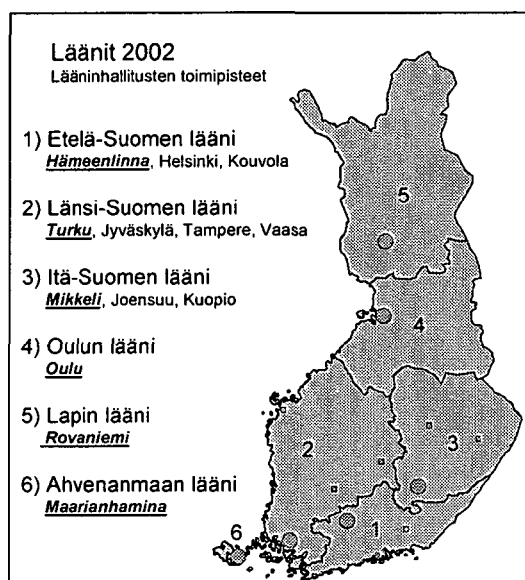 Läänit 2002
Lääninhallitusten toimipisteet
1) Etelä-Suomen lääni
Hämeenlinna, Helsinki, Kouvola
2) Länsi-Suomen lääni
Turku, Jyväskylä, Tampere, Vaasa
3) Itä-Suomen lääni
Mikkeli, Joensuu, Kuopio
4) Oulun lääni
Oulu
5) Lapin lääni
Rovaniemi
6) Ahvenanmaan lääni
Maarianhamina
5
4
3
2
1
6